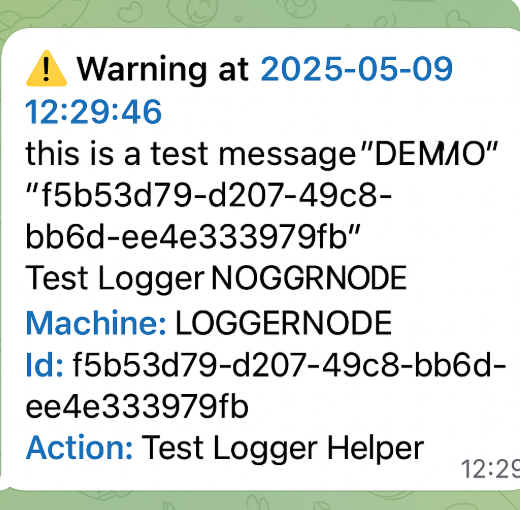 ⚠️ Warning at 2025-05-09
12:29:46
this is a test message "DEMO"
"f5b53d79-d207-49c8-
bb6d-ee4e333979fb"
Test Logger NOGGRNODE
Machine: LOGGERNODE
Id: f5b53d79-d207-49c8-bb6d-
ee4e333979fb
Action: Test Logger Helper
12:29